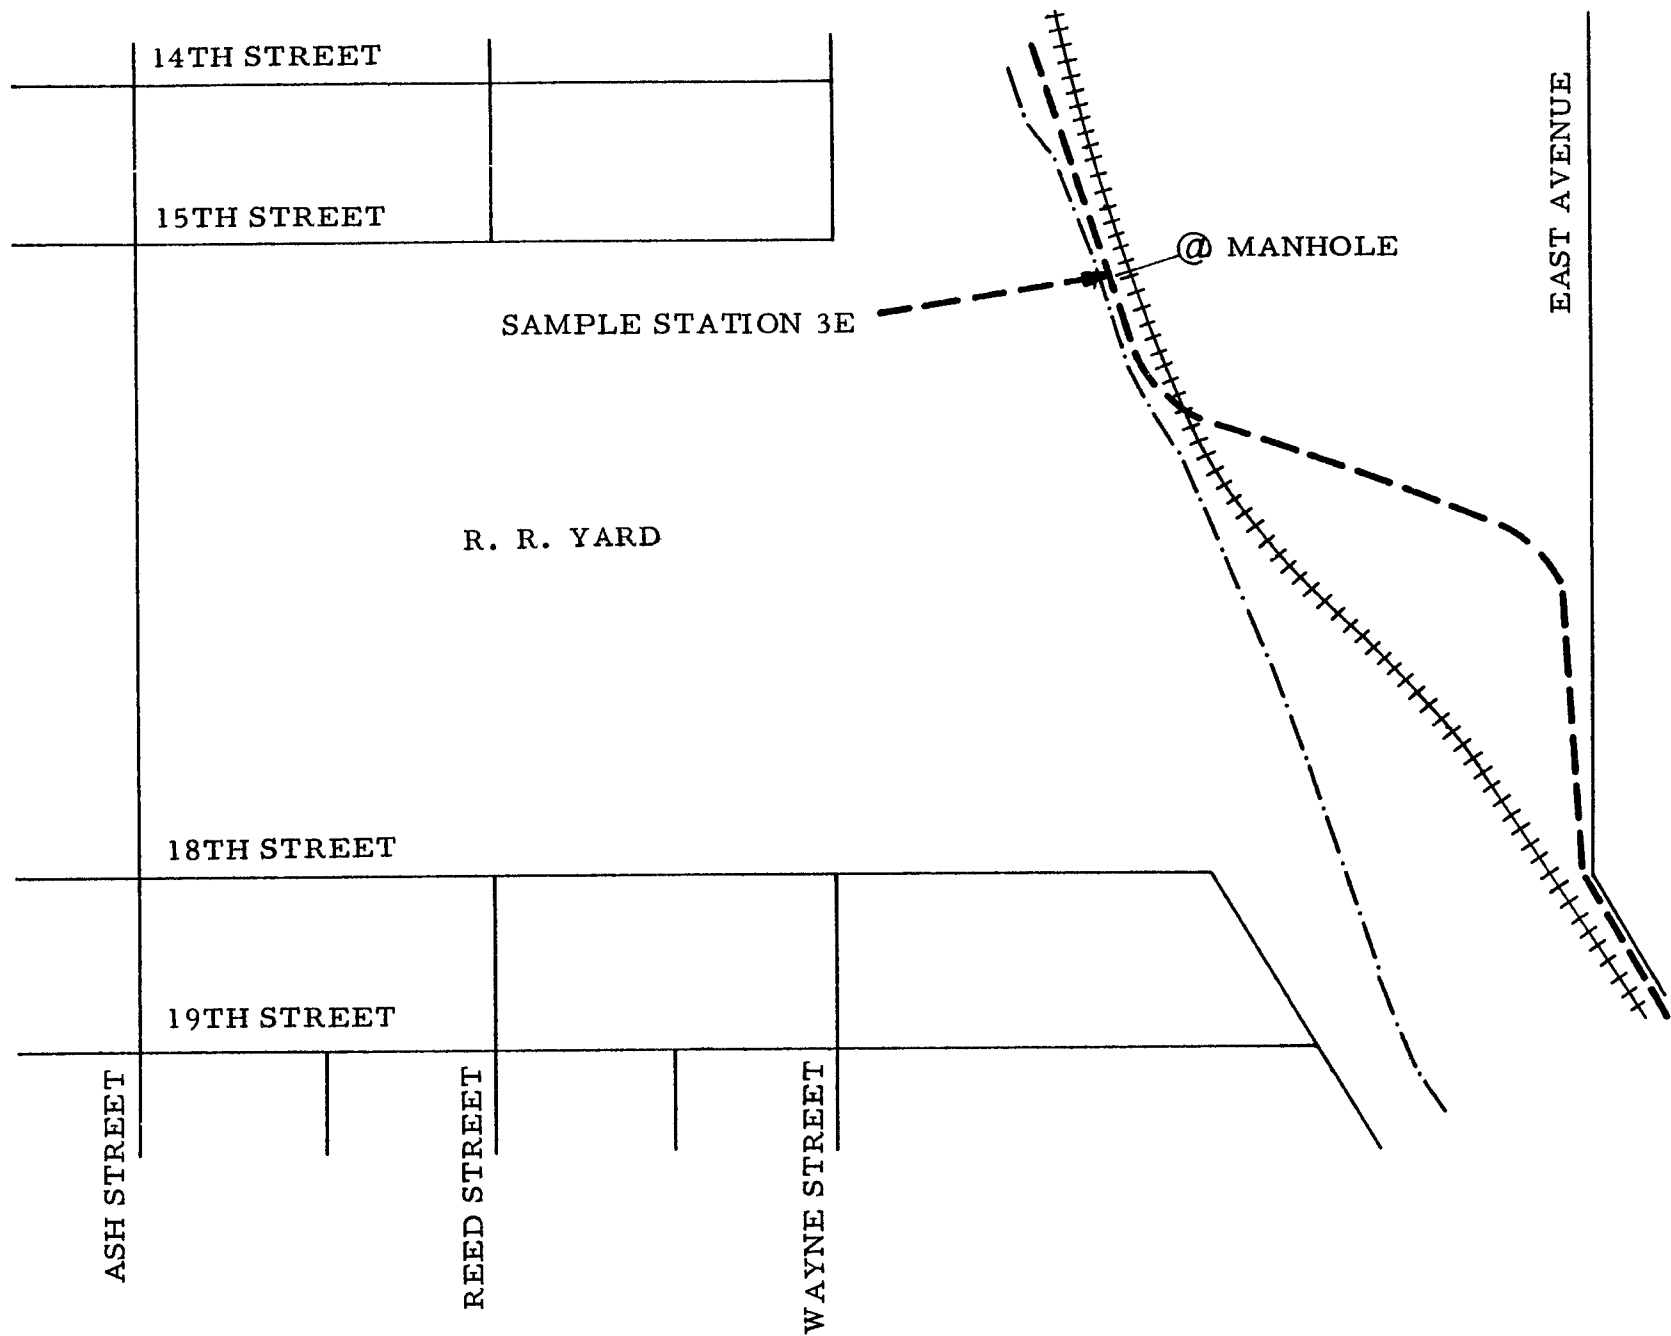 14TH STREET
EAST AVENUE
15TH STREET
@ MANHOLE
SAMPLE STATION 3E
R. R. YARD
18TH STREET
19TH STREET
ASH STREET
REED STREET
WAYNE STREET